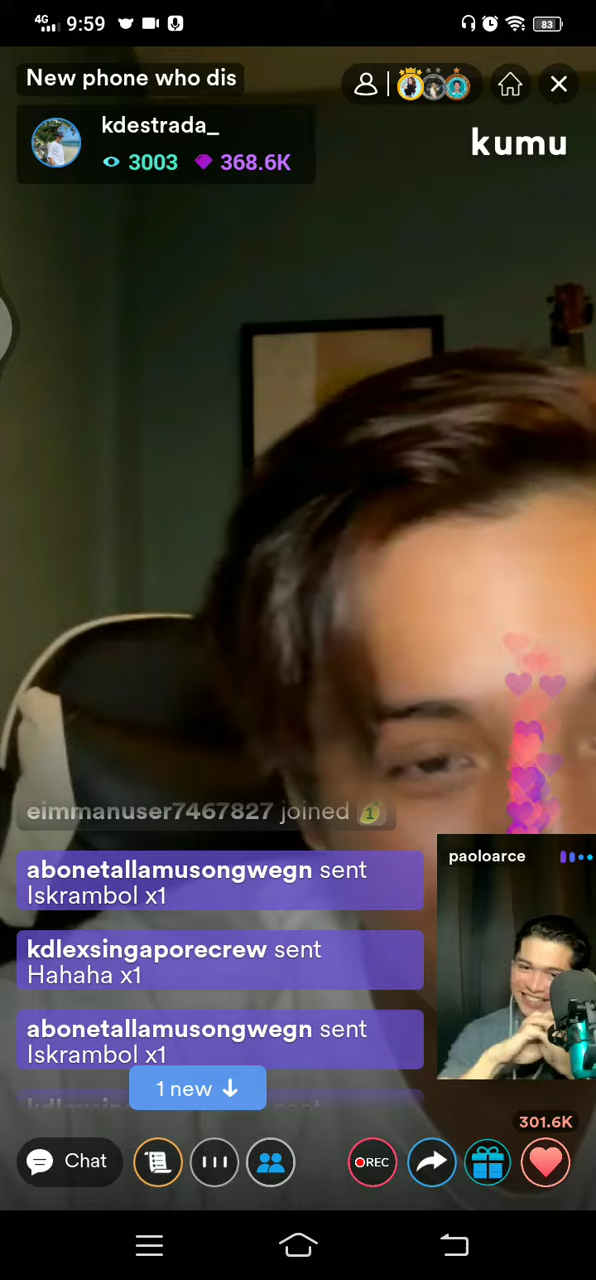 4G 9:59 83
New phone who dis
kdestrada_
3003 368.6K
kumu
eimmanuser7467827 joined 1
abonetallamusongwegn sent
Iskrambol x1
paoloarce
kdlexsingaporecrew sent
Hahaha x1
abonetallamusongwegn sent
Iskrambol x1
1 new
301.6K
Chat
REC